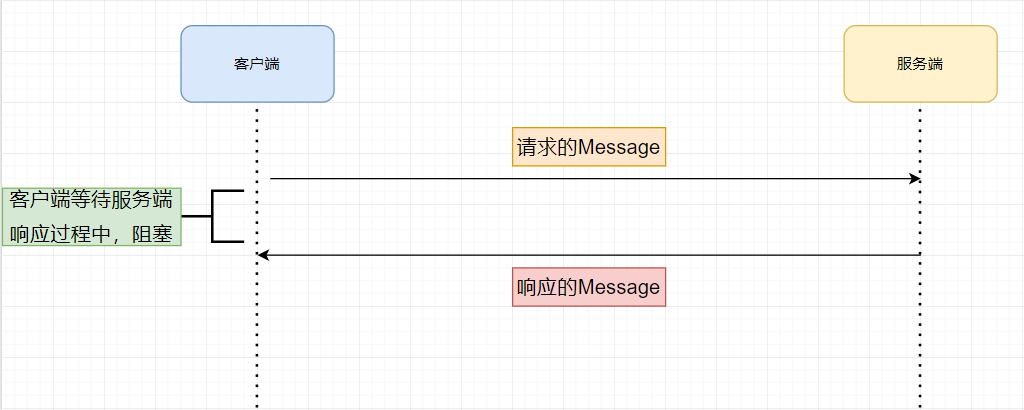 客户端
服务端
请求的Message
客户端等待服务端
响应过程中，阻塞
响应的Message